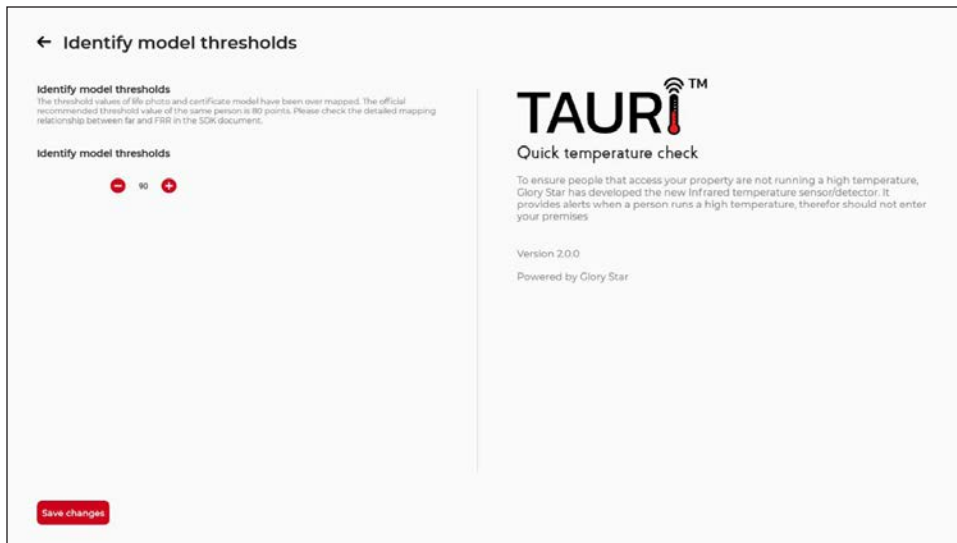 ← Identify model thresholds
Identify model thresholds
The threshold values of life photo and certificate model have been over mapped. The official
recommended threshold value of the same person is 80 points. Please check the detailed mapping
relationship between far and FRR in the SDK document.
Identify model thresholds
90
Save changes
TAURI™
Quick temperature check
To ensure people that access your property are not running a high temperature,
Glory Star has developed the new Infrared temperature sensor/detector. It
provides alerts when a person runs a high temperature, therefor should not enter
your premises
Version 2.0.0
Powered by Glory Star